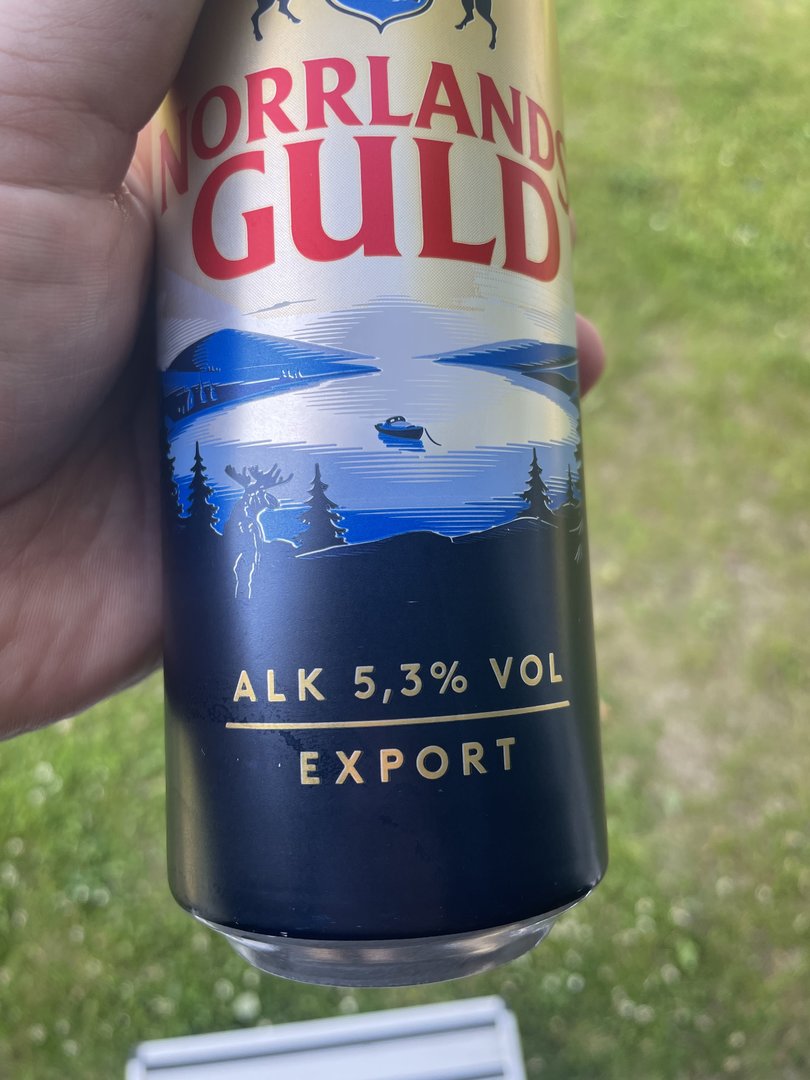 NORRLANDS
GULD
ALK 5,3% VOL
EXPORT